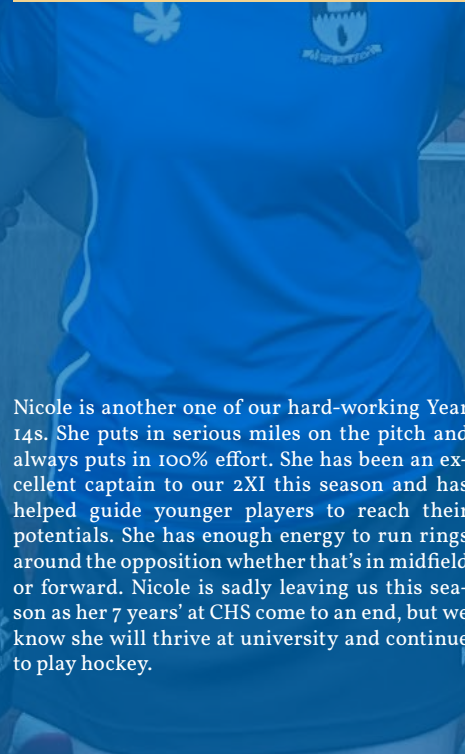 Nicole is another one of our hard-working Year
14s. She puts in serious miles on the pitch and
always puts in 100% effort. She has been an ex-
cellent captain to our 2XI this season and has
helped guide younger players to reach their
potentials. She has enough energy to run rings
around the opposition whether that's in midfield
or forward. Nicole is sadly leaving us this sea-
son as her 7 years' at CHS come to an end, but we
know she will thrive at university and continue
to play hockey.